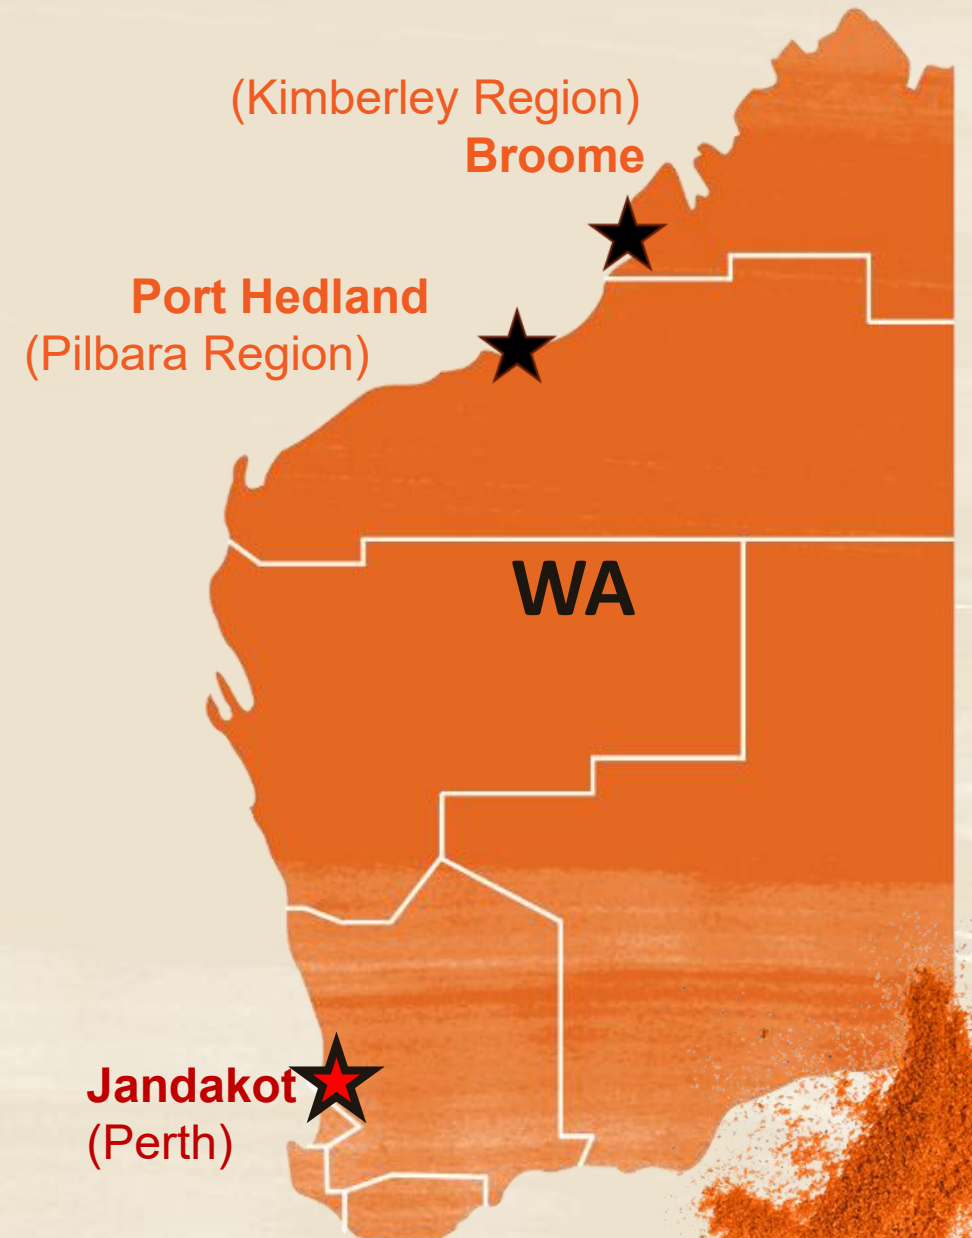 (Kimberley Region)
Broome
Port Hedland
(Pilbara Region)
WA
Jandakot
(Perth)